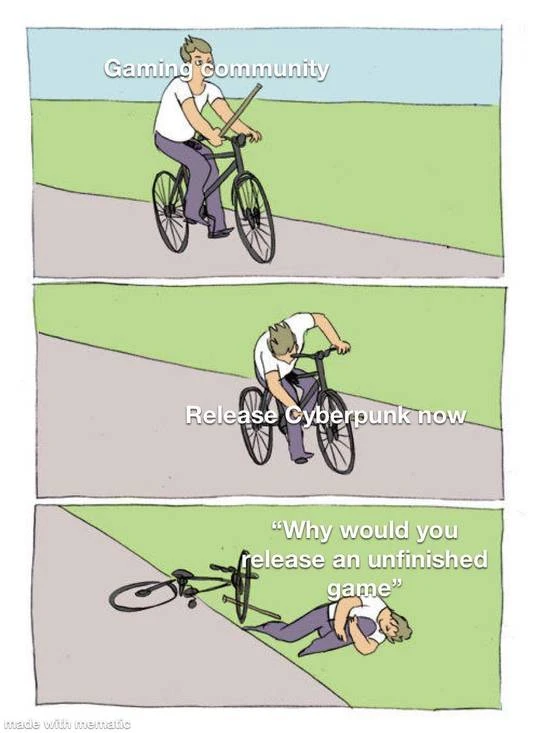 Gaming community
Release Cyberpunk now
“Why would you
release an unfinished
game”
made with mematic